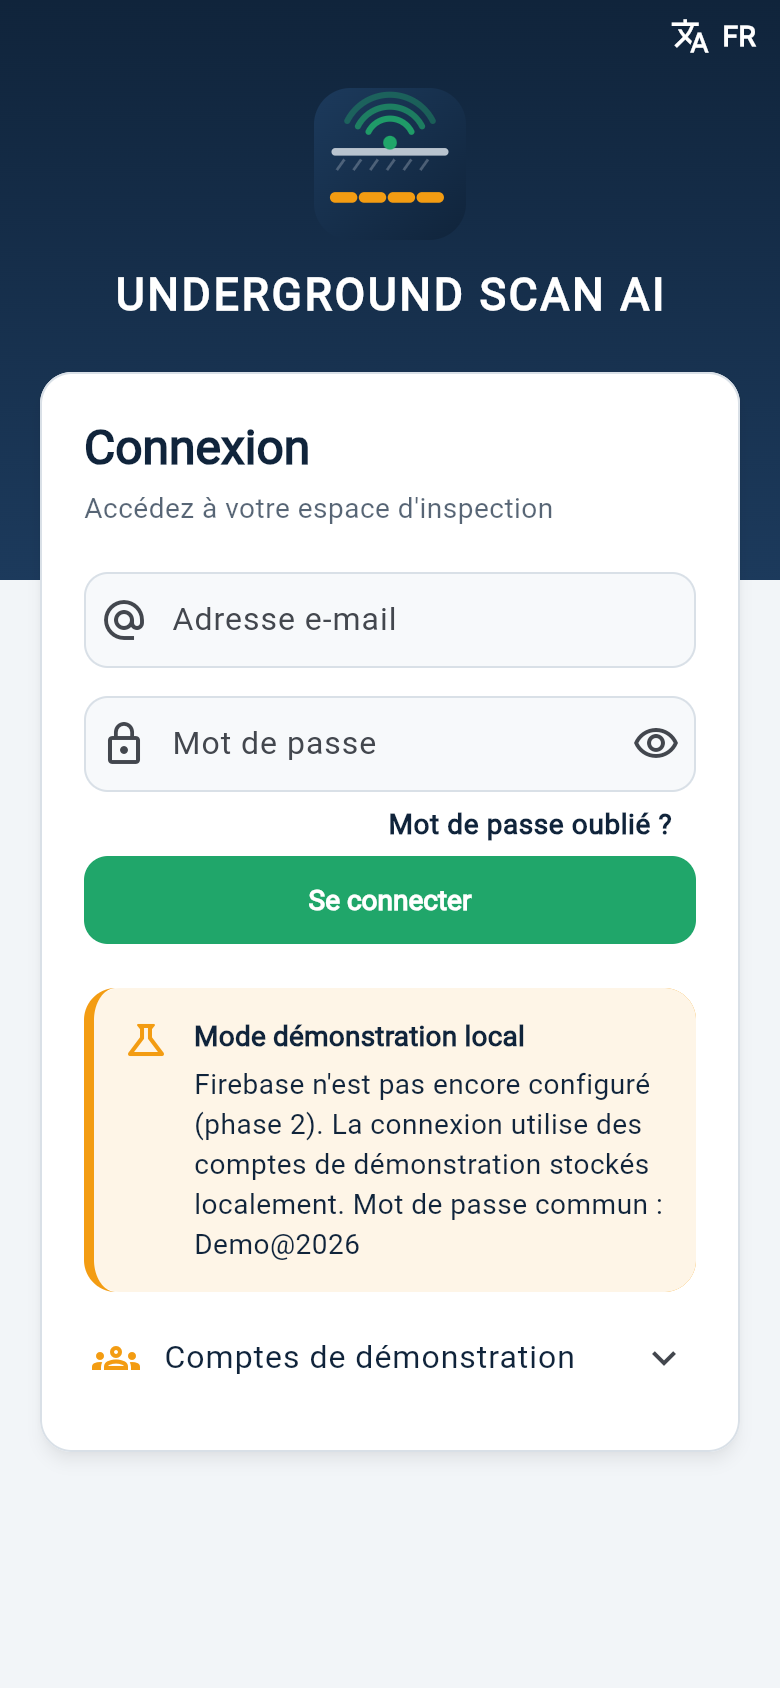 FR
UNDERGROUND SCAN AI
Connexion
Accédez à votre espace d'inspection
Adresse e-mail
Mot de passe
Mot de passe oublié ?
Se connecter
Mode démonstration local
Firebase n'est pas encore configuré
(phase 2). La connexion utilise des
comptes de démonstration stockés
localement. Mot de passe commun :
Demo@2026
Comptes de démonstration